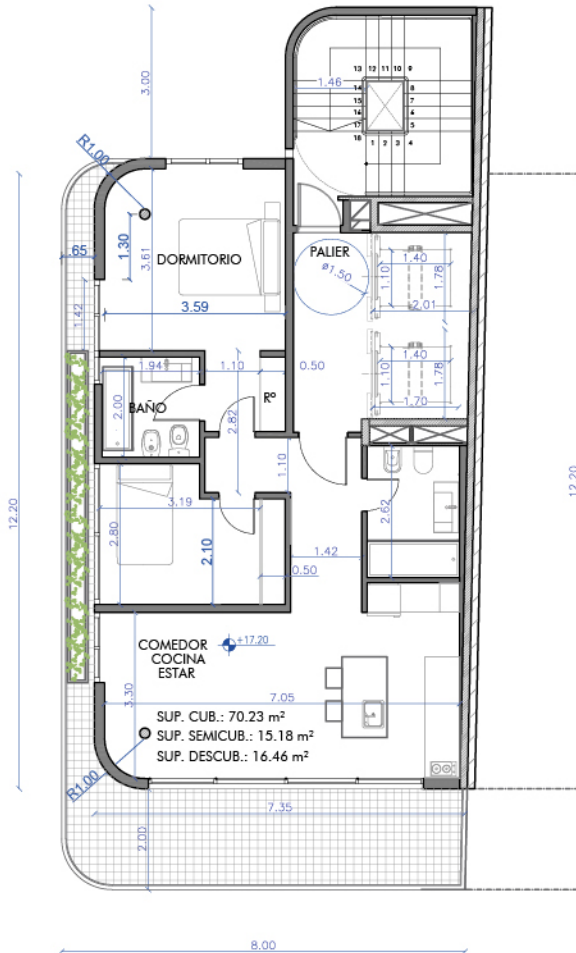 3.00
1.46
13 12 11 10 9
14
15
16
17
18
8
7
6
5
1 2 3 4
R1.00
.65
1.30
3.61
DORMITORIO
PALIER
ø1.50
1.40
1.10
1.78
2.01
1.42
3.59
1.94
1.10
0.50
1.40
1.10
1.78
1.70
2.00
BAÑO
Rº
2.82
1.10
3.19
2.80
2.10
0.50
1.42
2.62
12.20
12.20
COMEDOR
COCINA
ESTAR
+17.20
3.30
7.05
SUP. CUB.: 70.23 m²
SUP. SEMICUB.: 15.18 m²
SUP. DESCUB.: 16.46 m²
R1.00
7.35
2.00
8.00